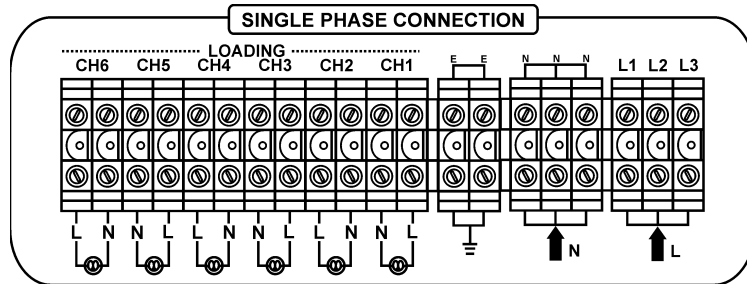 SINGLE PHASE CONNECTION
LOADING
CH6 CH5 CH4 CH3 CH2 CH1
E E
N N N
L1 L2 L3
L N N L L N N L L N N L
N
L